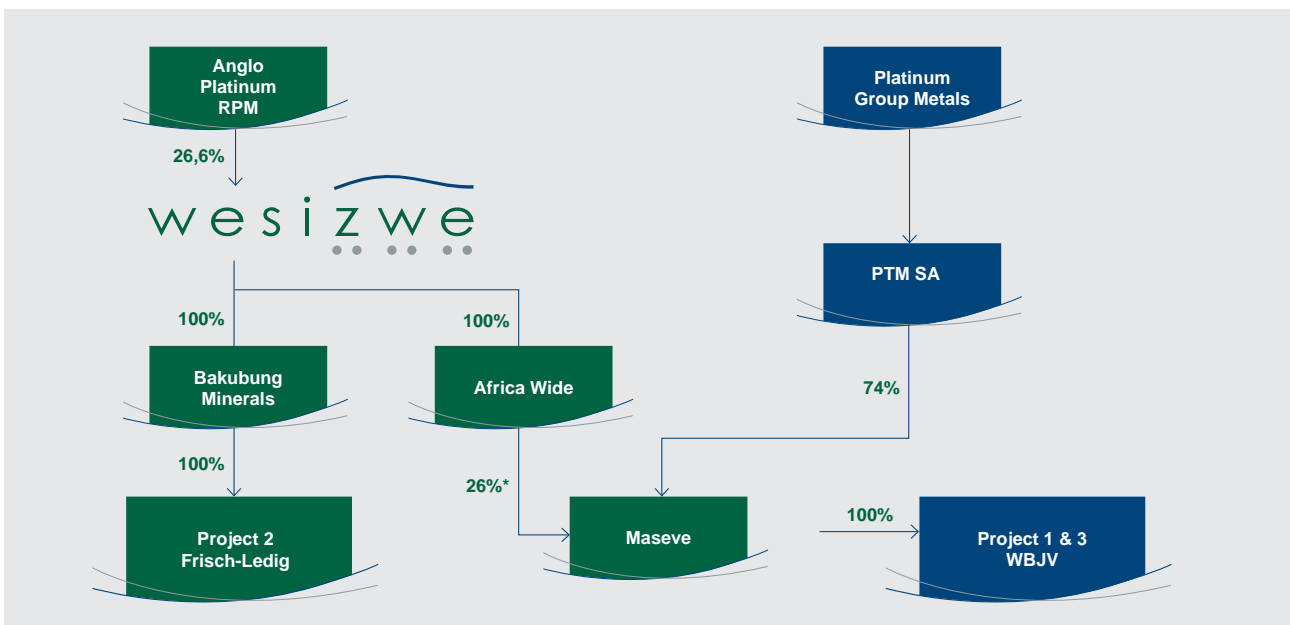 Anglo
Platinum
RPM
Platinum
Group Metals
26,6%
wesizwe
PTM SA
100%
100%
Bakubung
Minerals
Africa Wide
74%
100%
26%*
Project 2
Frisch-Ledig
Maseve
100%
Project 1 & 3
WBJV